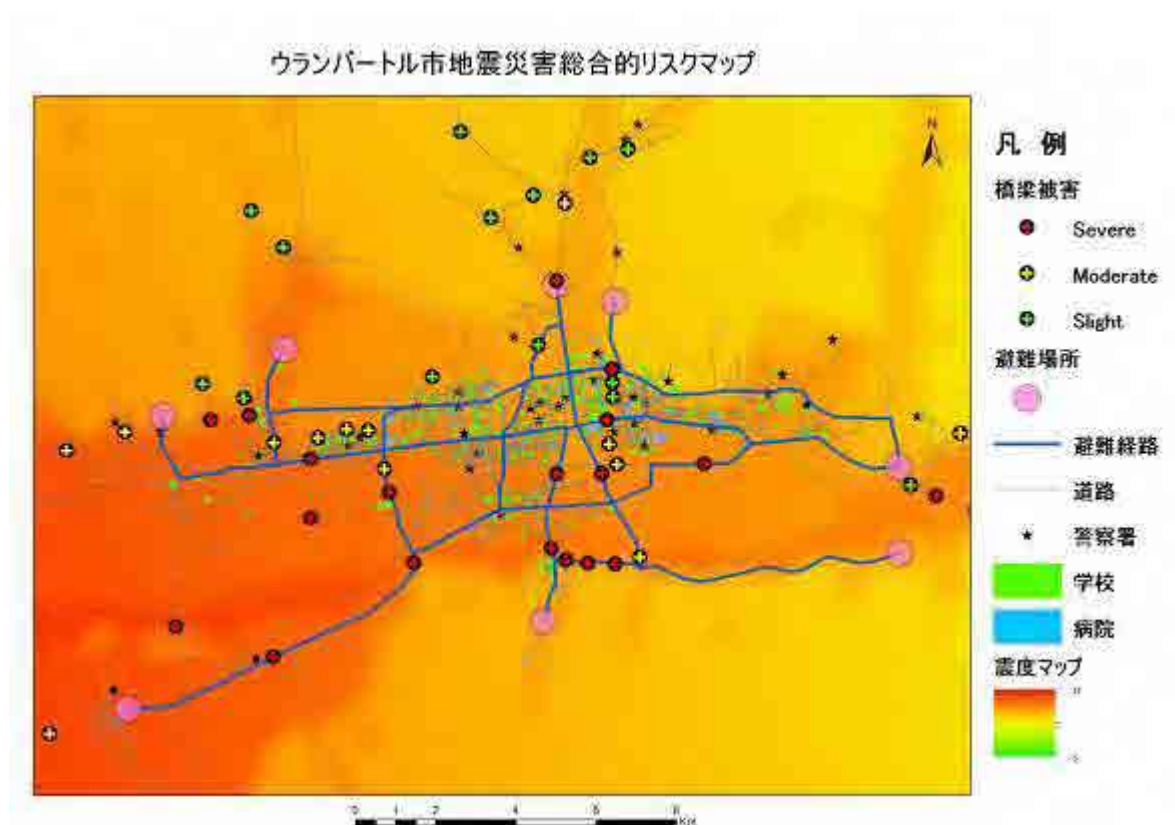 ウランバートル市地震災害総合的リスクマップ
N
凡 例
橋梁被害
Severe
Moderate
Slight
避難場所
避難経路
道路
警察署
学校
病院
震度マップ
0 1 2 4 6 8
Km